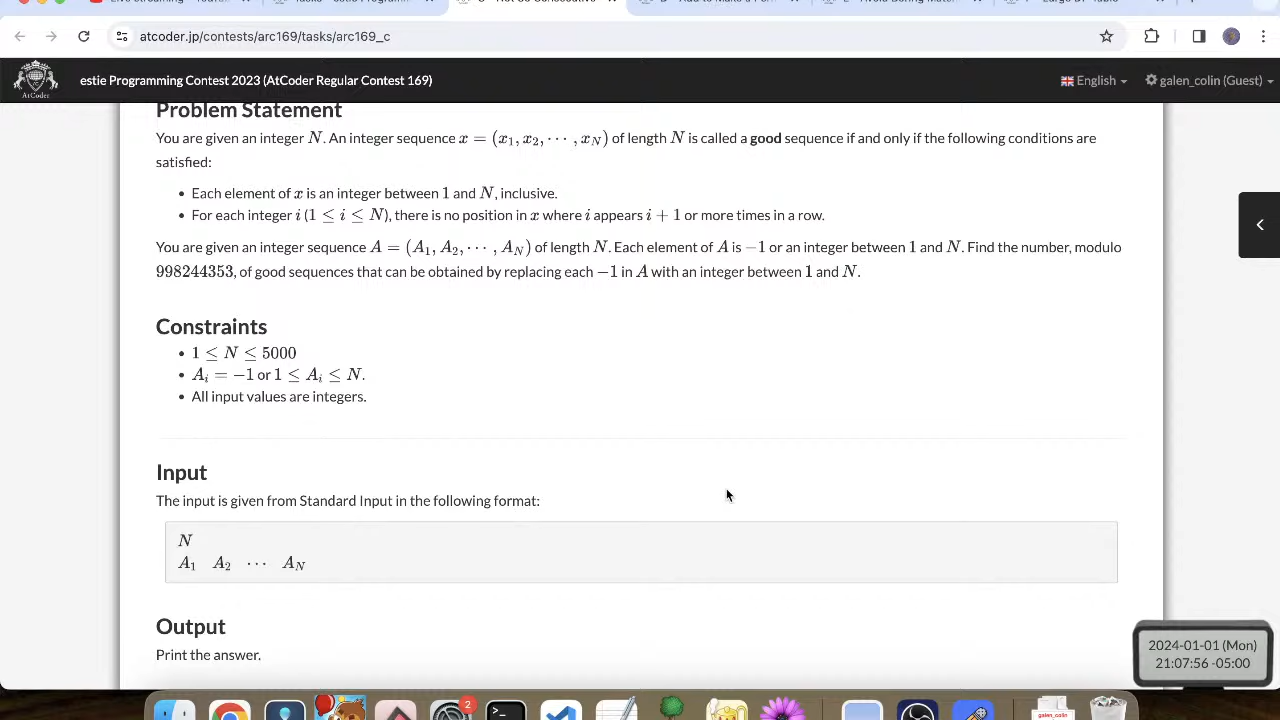 atcoder.jp/contests/arc169/tasks/arc169_c
estie Programming Contest 2023 (AtCoder Regular Contest 169)
English
galen_colin (Guest)
AtCoder
Problem Statement
You are given an integer N. An integer sequence x = (x₁, x₂, ⋯ , x_N) of length N is called a good sequence if and only if the following conditions are
satisfied:
• Each element of x is an integer between 1 and N, inclusive.
• For each integer i (1 ≤ i ≤ N), there is no position in x where i appears i + 1 or more times in a row.
You are given an integer sequence A = (A₁, A₂, ⋯ , A_N) of length N. Each element of A is −1 or an integer between 1 and N. Find the number, modulo
998244353, of good sequences that can be obtained by replacing each −1 in A with an integer between 1 and N.
Constraints
• 1 ≤ N ≤ 5000
• A_i = −1 or 1 ≤ A_i ≤ N.
• All input values are integers.
Input
The input is given from Standard Input in the following format:
N
A₁ A₂ ⋯ A_N
Output
Print the answer.
2024-01-01 (Mon)
21:07:56 -05:00
2
galen_colin